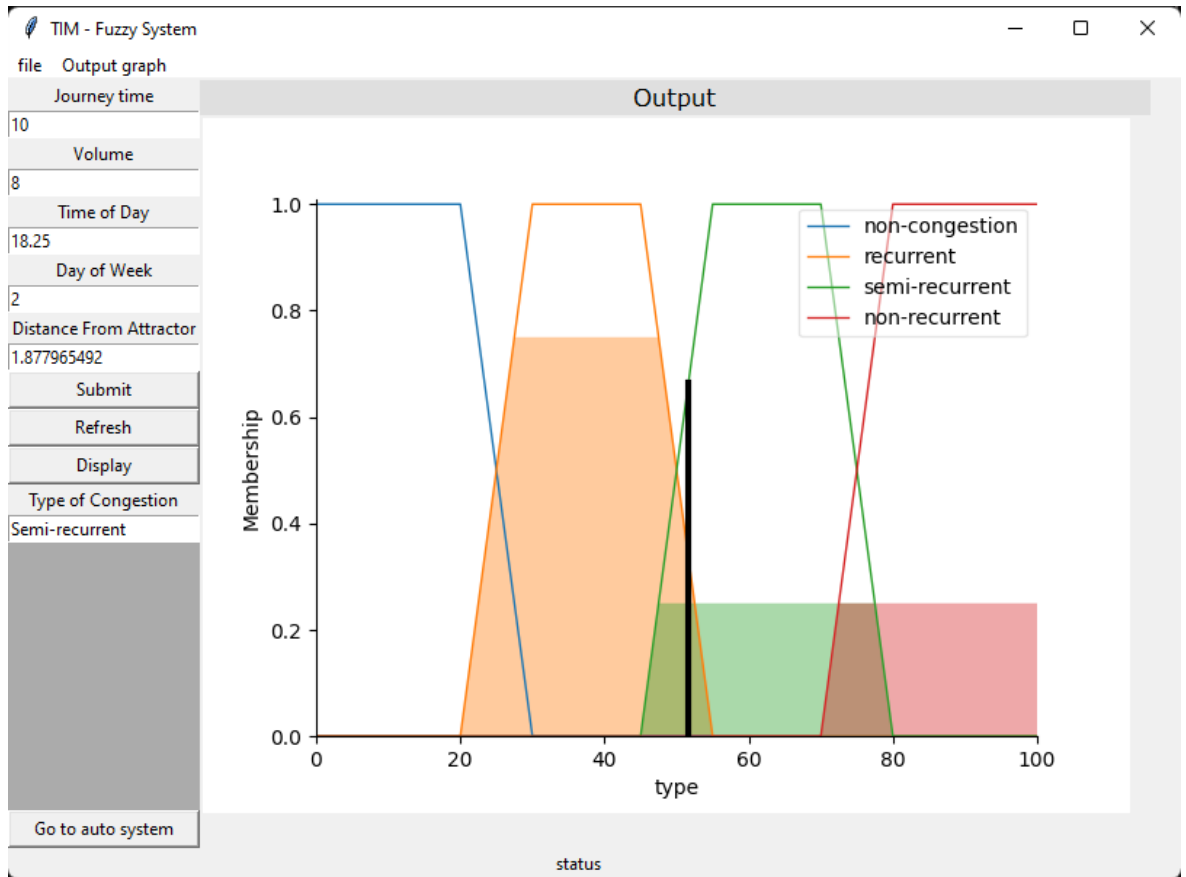 TIM - Fuzzy System
file Output graph
Journey time
10
Volume
8
Time of Day
18.25
Day of Week
2
Distance From Attractor
1.877965492
Submit
Refresh
Display
Type of Congestion
Semi-recurrent
Go to auto system
Output
1.0
0.8
0.6
0.4
0.2
0.0
Membership
0 20 40 60 80 100
type
non-congestion
recurrent
semi-recurrent
non-recurrent
status